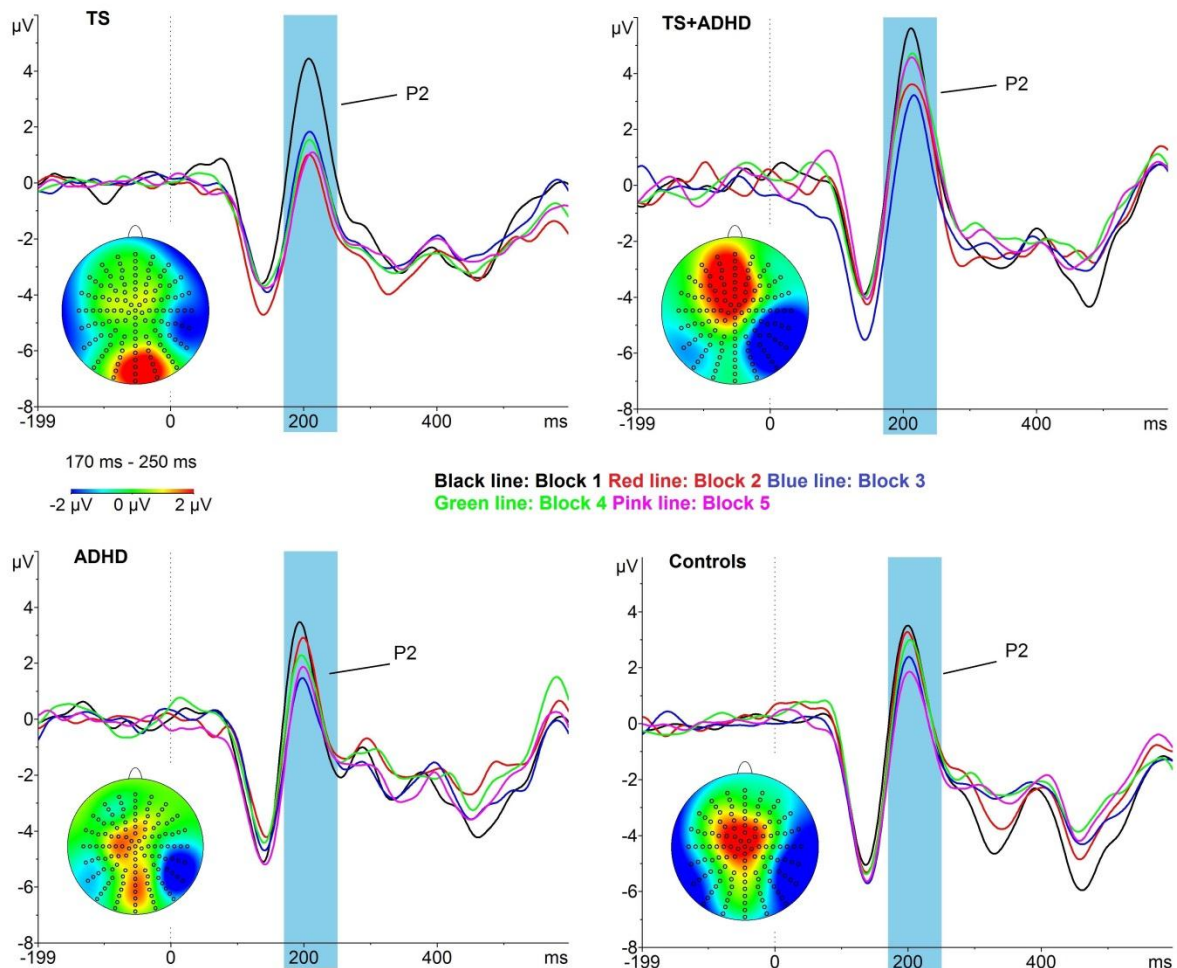 µV
TS
4
2
0
-2
-4
-6
-8
P2
-199
0
200
400
ms
µV
TS+ADHD
4
2
0
-2
-4
-6
-8
P2
-199
0
200
400
ms
170 ms - 250 ms
-2 µV 0 µV 2 µV
Black line: Block 1 Red line: Block 2 Blue line: Block 3
Green line: Block 4 Pink line: Block 5
µV
ADHD
4
2
0
-2
-4
-6
-8
P2
-199
0
200
400
ms
µV
Controls
4
2
0
-2
-4
-6
-8
P2
-199
0
200
400
ms